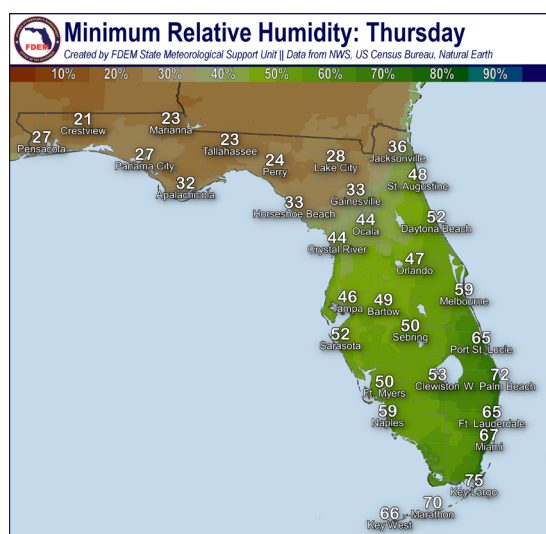 FDEM
Minimum Relative Humidity: Thursday
Created by FDEM State Meteorological Support Unit || Data from NWS, US Census Bureau, Natural Earth
10% 20% 30% 40% 50% 60% 70% 80% 90%
21
Crestview
23
Marianna
27
Pensacola
23
Tallahassee
27
Panama City
24
Perry
28
Lake City
36
Jacksonville
32
Apalachicola
48
St. Augustine
33
Gainesville
33
Horseshoe Beach
44
Ocala
52
Daytona Beach
44
Crystal River
47
Orlando
59
Melbourne
46
Tampa
49
Bartow
52
Sarasota
50
Sebring
65
Port St. Lucie
50
Ft. Myers
53
Clewiston
72
W. Palm Beach
59
Naples
65
Ft. Lauderdale
67
Miami
75
Key Largo
70
Marathon
66
Key West